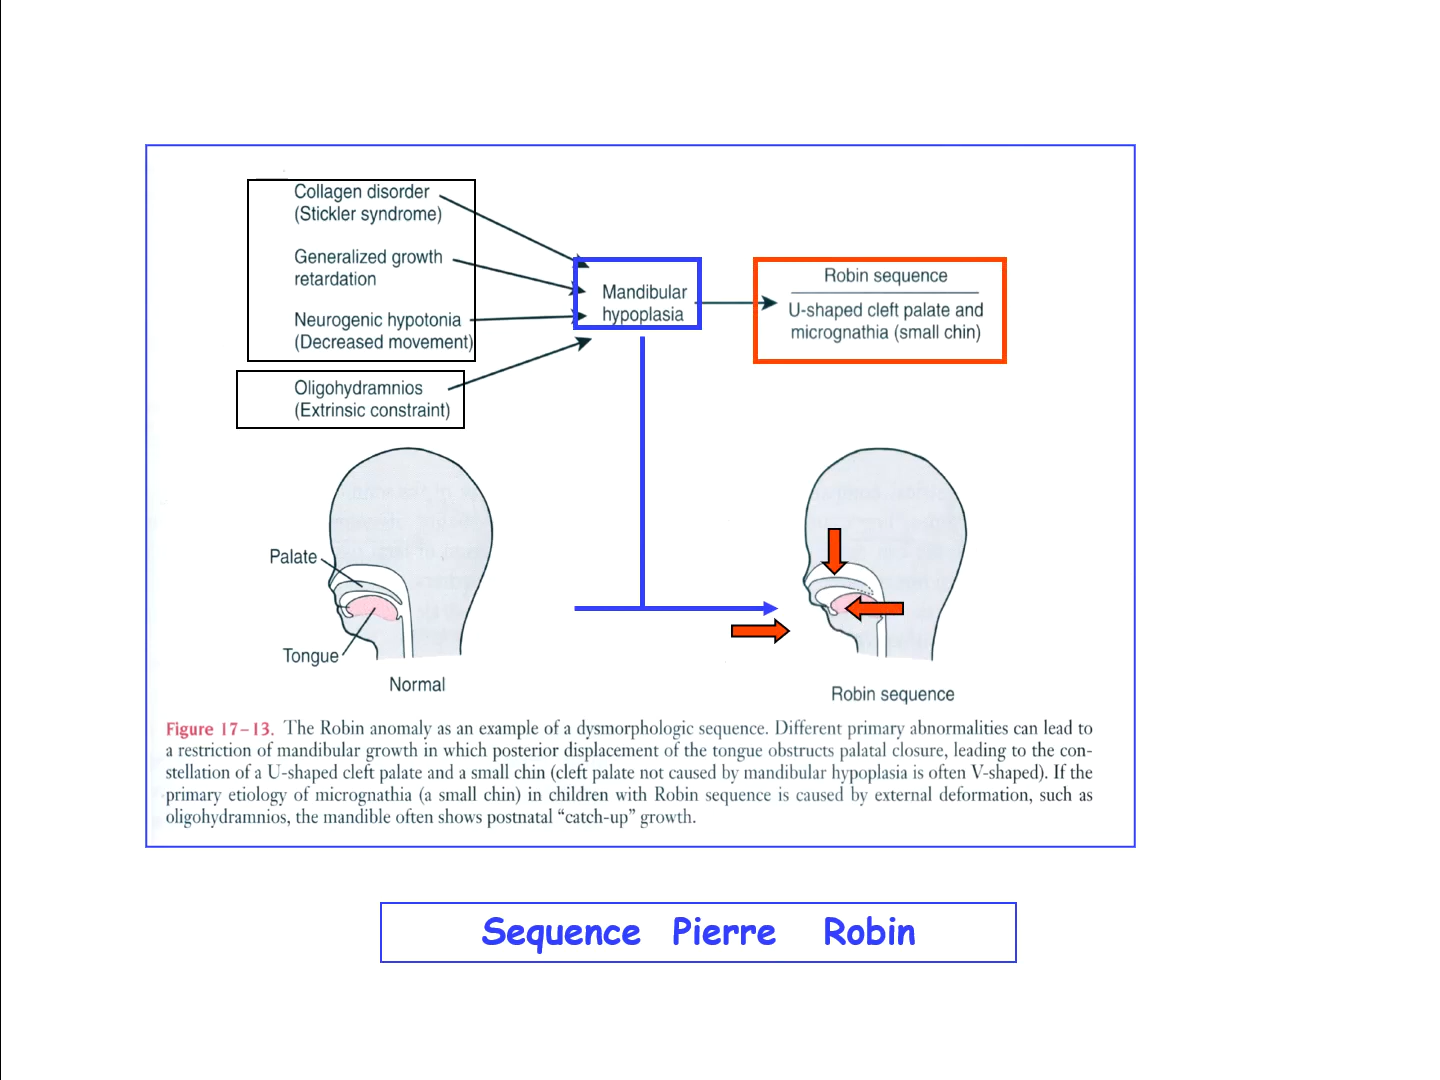 Collagen disorder
(Stickler syndrome)
Generalized growth
retardation
Neurogenic hypotonia
(Decreased movement)
Oligohydramnios
(Extrinsic constraint)
Mandibular
hypoplasia
Robin sequence
U-shaped cleft palate and
micrognathia (small chin)
Palate
Tongue
Normal
Robin sequence
Figure 17–13. The Robin anomaly as an example of a dysmorphologic sequence. Different primary abnormalities can lead to
a restriction of mandibular growth in which posterior displacement of the tongue obstructs palatal closure, leading to the con-
stellation of a U-shaped cleft palate and a small chin (cleft palate not caused by mandibular hypoplasia is often V-shaped). If the
primary etiology of micrognathia (a small chin) in children with Robin sequence is caused by external deformation, such as
oligohydramnios, the mandible often shows postnatal “catch-up” growth.
Sequence Pierre Robin